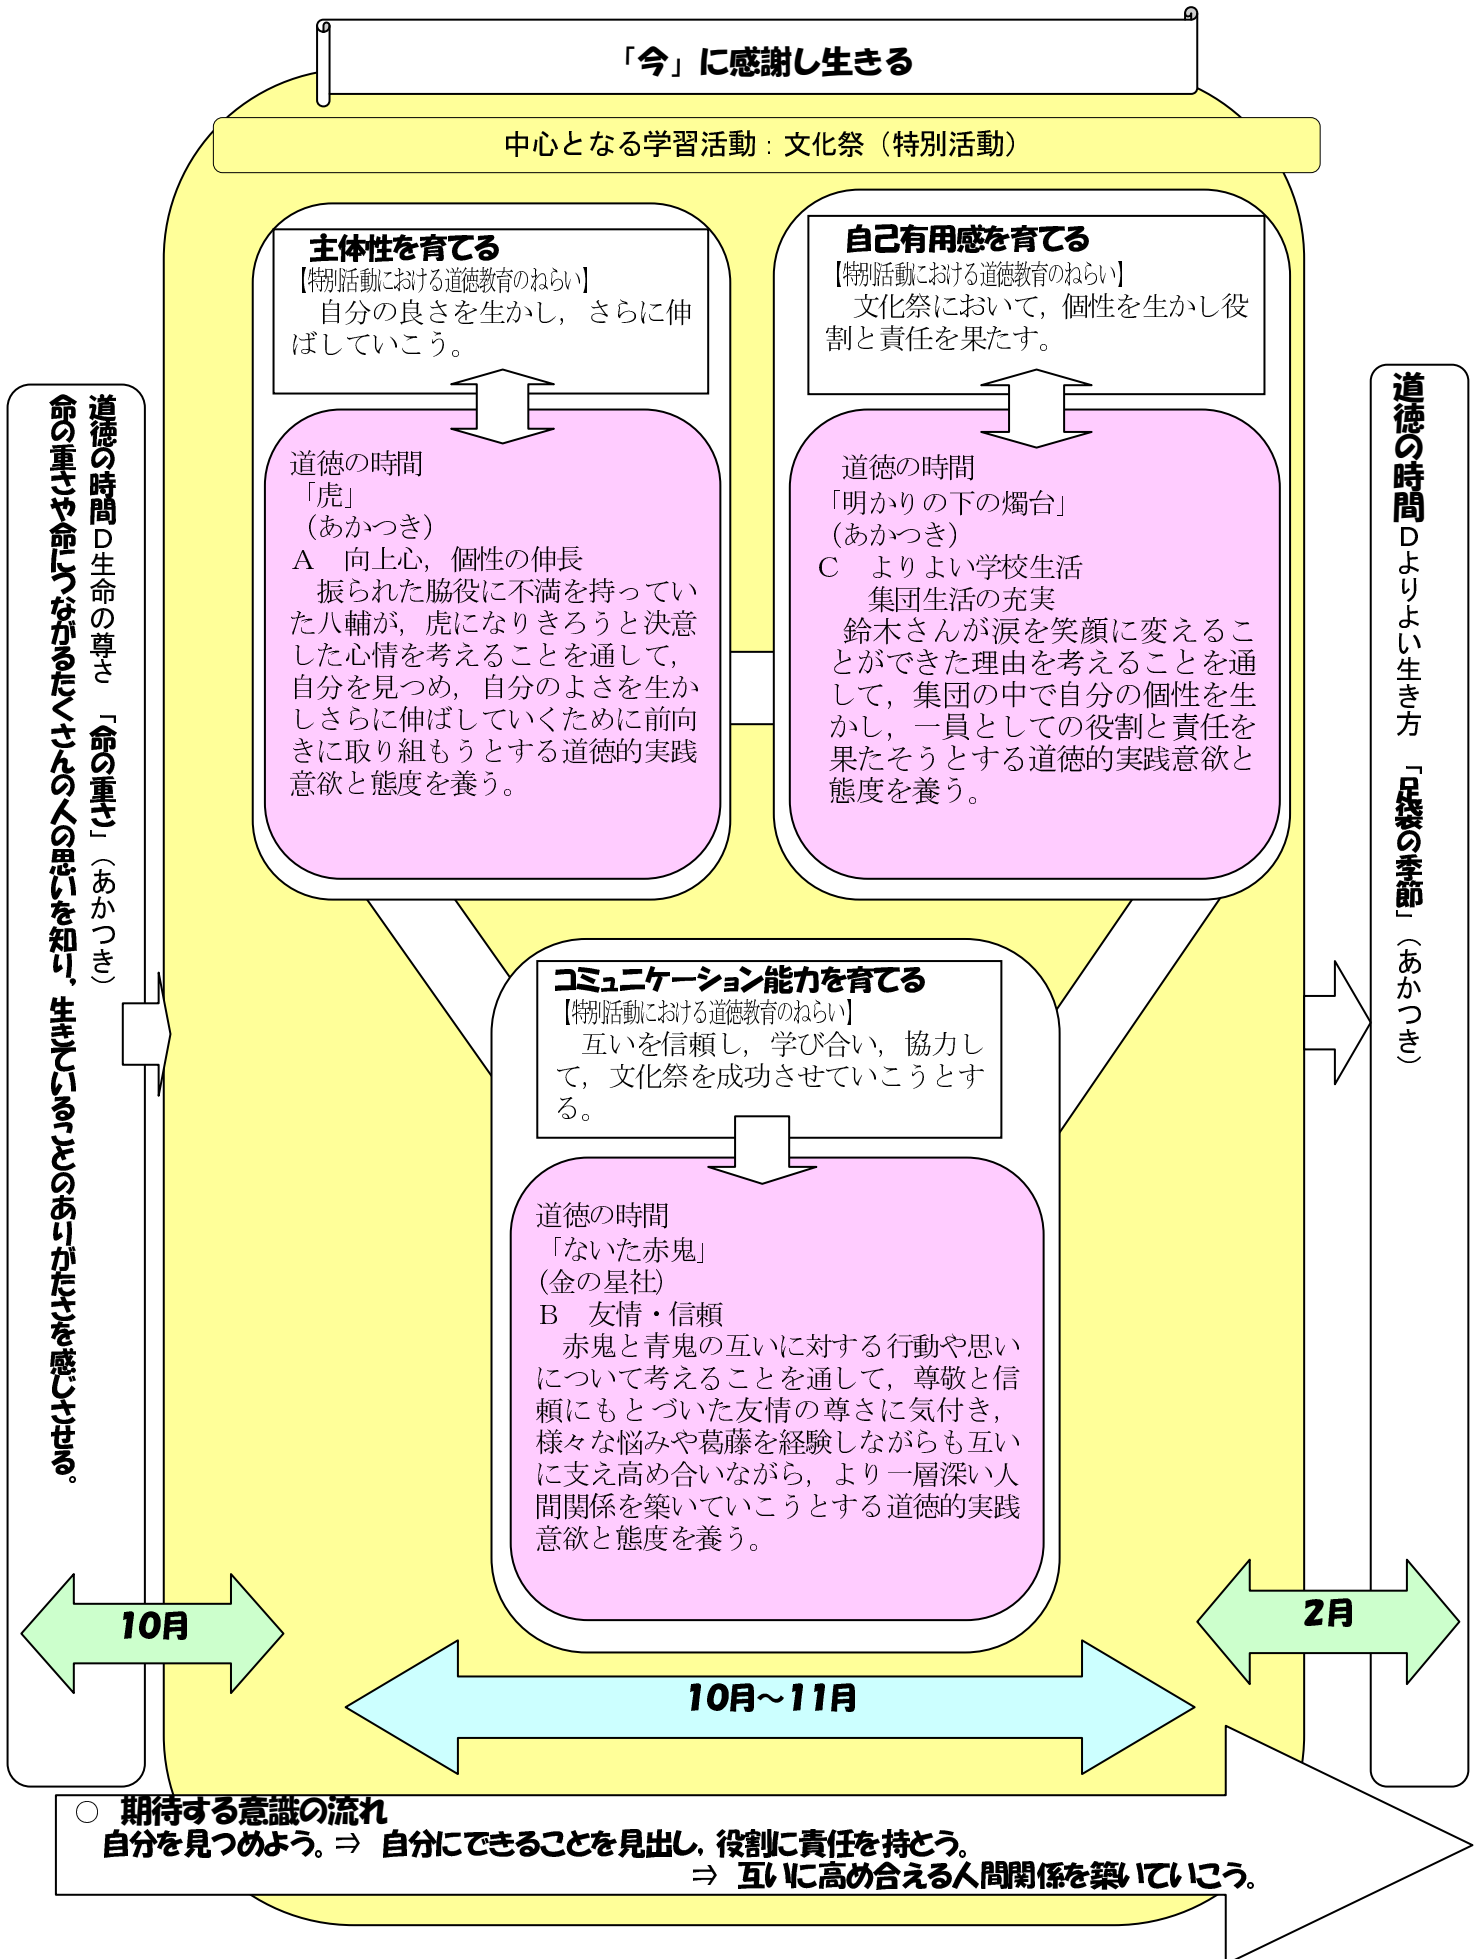 「今」に感謝し生きる
中心となる学習活動：文化祭（特別活動）
主体性を育てる
【特別活動における道徳教育のねらい】
　自分の良さを生かし，さらに伸
ばしていこう。
道徳の時間
「虎」
（あかつき）
Ａ　向上心，個性の伸長
　振られた脇役に不満を持ってい
た八輔が，虎になりきろうと決意
した心情を考えることを通して，
自分を見つめ，自分のよさを生か
しさらに伸ばしていくために前向
きに取り組もうとする道徳的実践
意欲と態度を養う。
自己有用感を育てる
【特別活動における道徳教育のねらい】
　文化祭において，個性を生かし役
割と責任を果たす。
道徳の時間
「明かりの下の燭台」
（あかつき）
Ｃ　よりよい学校生活
集団生活の充実
　鈴木さんが涙を笑顔に変えるこ
とができた理由を考えることを通
して，集団の中で自分の個性を生
かし，一員としての役割と責任を
果たそうとする道徳的実践意欲と
態度を養う。
道徳の時間Ｄ生命の尊さ　「命の重さ」（あかつき）
命の重さや命につながるたくさんの人の思いを知り，生きていることのありがたさを感じさせる。
道徳の時間Ｄよりよい生き方　「足袋の季節」（あかつき）
コミュニケーション能力を育てる
【特別活動における道徳教育のねらい】
　互いを信頼し，学び合い，協力し
て，文化祭を成功させていこうとす
る。
道徳の時間
「ないた赤鬼」
（金の星社）
Ｂ　友情・信頼
　赤鬼と青鬼の互いに対する行動や思い
について考えることを通して，尊敬と信
頼にもとづいた友情の尊さに気付き，
様々な悩みや葛藤を経験しながらも互い
に支え高め合いながら，より一層深い人
間関係を築いていこうとする道徳的実践
意欲と態度を養う。
10月
2月
10月～11月
○　期待する意識の流れ
自分を見つめよう。⇒　自分にできることを見出し，役割に責任を持とう。
⇒　互いに高め合える人間関係を築いていこう。